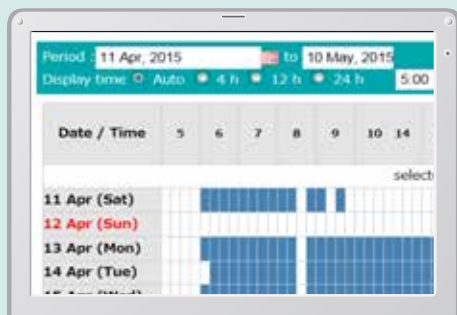 Period : 11 Apr, 2015 to 10 May, 2015
Display time Auto 4 h 12 h 24 h 5:00
Date / Time 5 6 7 8 9 10 14
11 Apr (Sat)
12 Apr (Sun)
13 Apr (Mon)
14 Apr (Tue)